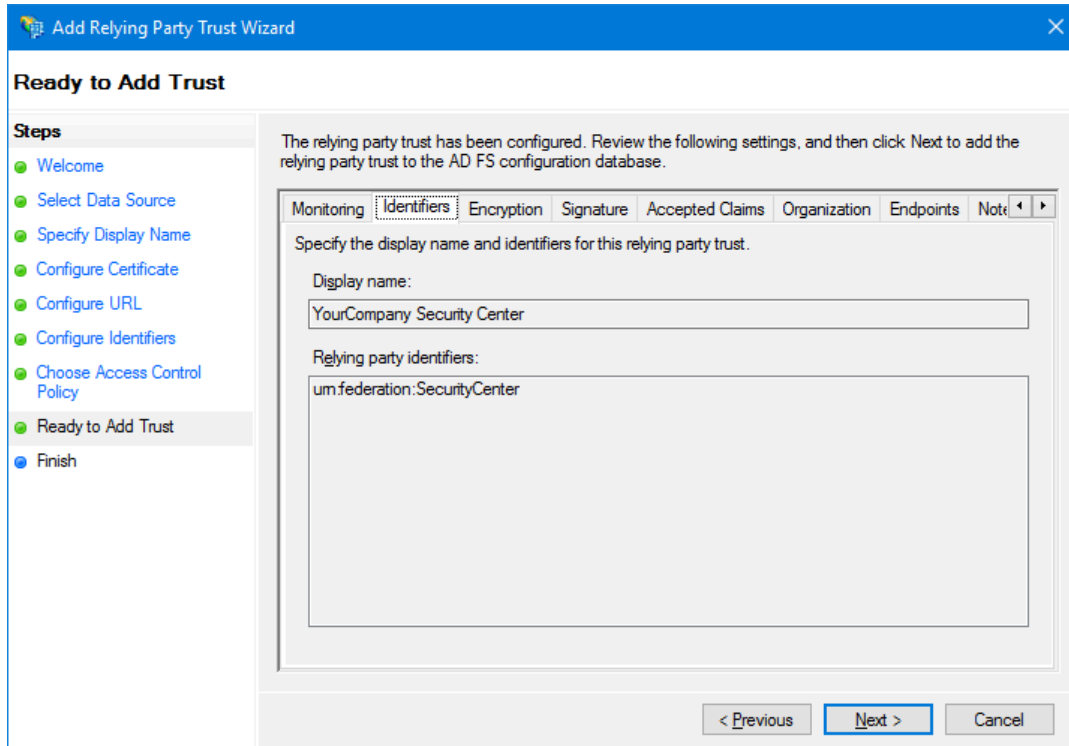 Add Relying Party Trust Wizard
Ready to Add Trust
Steps
Welcome
Select Data Source
Specify Display Name
Configure Certificate
Configure URL
Configure Identifiers
Choose Access Control
Policy
Ready to Add Trust
Finish
The relying party trust has been configured. Review the following settings, and then click Next to add the
relying party trust to the AD FS configuration database.
Monitoring Identifiers Encryption Signature Accepted Claims Organization Endpoints Note
Specify the display name and identifiers for this relying party trust.
Display name:
YourCompany Security Center
Relying party identifiers:
urn:federation:SecurityCenter
< Previous Next > Cancel